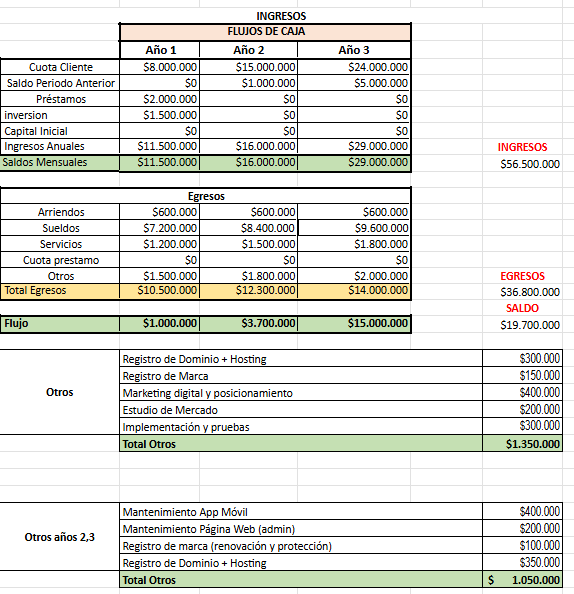 INGRESOS
FLUJOS DE CAJA
Año 1 Año 2 Año 3
Cuota Cliente $8.000.000 $15.000.000 $24.000.000
Saldo Periodo Anterior $0 $1.000.000 $5.000.000
Préstamos $2.000.000 $0 $0
inversion $1.500.000 $0 $0
Capital Inicial $0 $0 $0
Ingresos Anuales $11.500.000 $16.000.000 $29.000.000 INGRESOS
Saldos Mensuales $11.500.000 $16.000.000 $29.000.000 $56.500.000
Egresos
Arriendos $600.000 $600.000 $600.000
Sueldos $7.200.000 $8.400.000 $9.600.000
Servicios $1.200.000 $1.500.000 $1.800.000
Cuota prestamo $0 $0 $0
Otros $1.500.000 $1.800.000 $2.000.000 EGRESOS
Total Egresos $10.500.000 $12.300.000 $14.000.000 $36.800.000
SALDO
Flujo $1.000.000 $3.700.000 $15.000.000 $19.700.000
Otros
Registro de Dominio + Hosting $300.000
Registro de Marca $150.000
Marketing digital y posicionamiento $400.000
Estudio de Mercado $200.000
Implementación y pruebas $300.000
Total Otros $1.350.000
Otros años 2,3
Mantenimiento App Móvil $400.000
Mantenimiento Página Web (admin) $200.000
Registro de marca (renovación y protección) $100.000
Registro de Dominio + Hosting $350.000
Total Otros $ 1.050.000